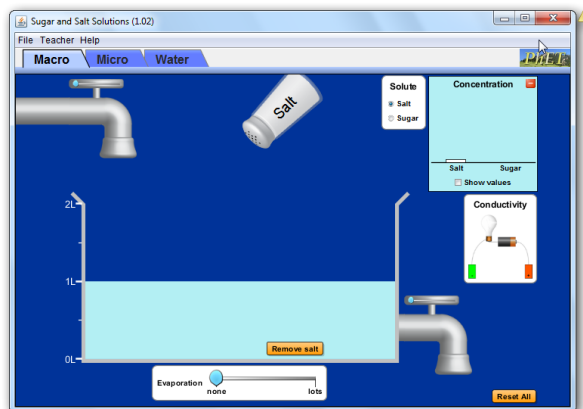 Sugar and Salt Solutions (1.02)
File Teacher Help
Macro Micro Water
PhET
Salt
Solute
Salt
Sugar
Concentration
Salt Sugar
Show values
Conductivity
2L
1L
0L
Remove salt
Evaporation
none lots
Reset All